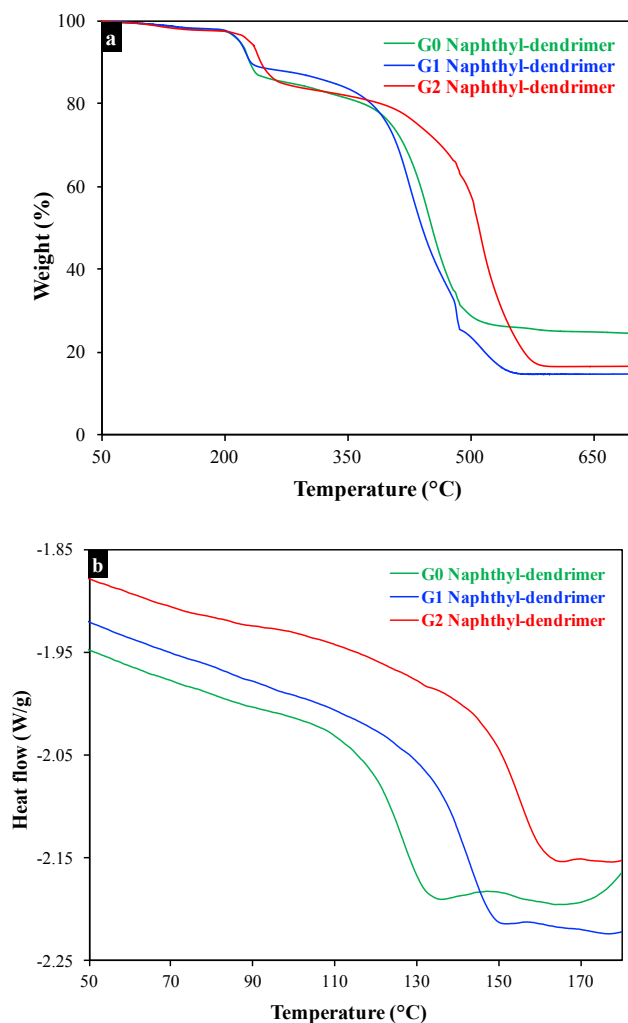 a
G0 Naphthyl-dendrimer
G1 Naphthyl-dendrimer
G2 Naphthyl-dendrimer
100
80
60
40
20
0
Weight (%)
50 200 350 500 650
Temperature (°C)
b
G0 Naphthyl-dendrimer
G1 Naphthyl-dendrimer
G2 Naphthyl-dendrimer
-1.85
-1.95
-2.05
-2.15
-2.25
Heat flow (W/g)
50 70 90 110 130 150 170
Temperature (°C)